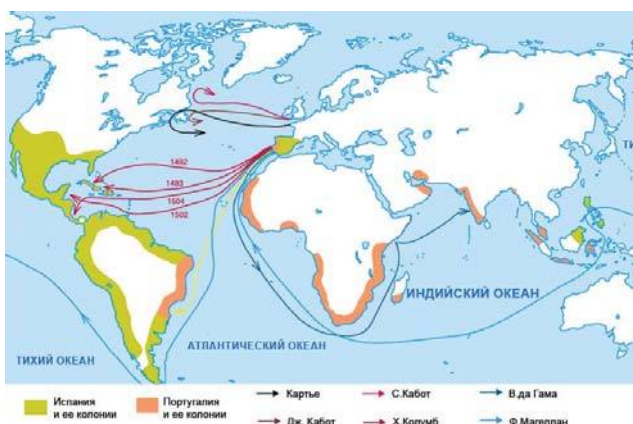 ТИ
1492
1493
1504
1502
ИНДИЙСКИЙ ОКЕАН
АТЛАНТИЧЕСКИЙ ОКЕАН
ТИХИЙ ОКЕАН
Испания
и ее колонии
Португалия
и ее колонии
Картье
С.Кабот
В.да Гама
Дж. Кабот
Х.Колумб
Ф.Магеллан